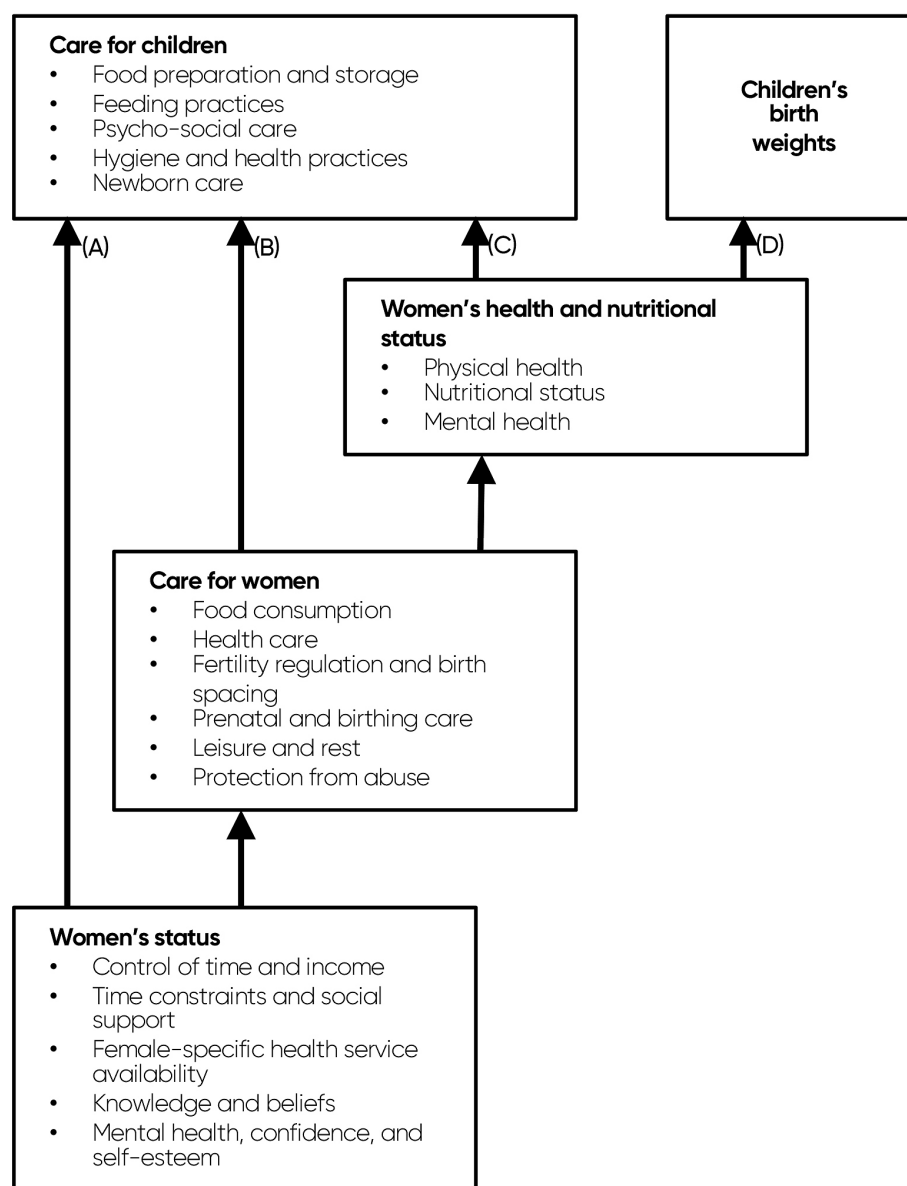 Care for children
• Food preparation and storage
• Feeding practices
• Psycho-social care
• Hygiene and health practices
• Newborn care
Children's
birth
weights
(A)
(B)
(C)
(D)
Women's health and nutritional
status
• Physical health
• Nutritional status
• Mental health
Care for women
• Food consumption
• Health care
• Fertility regulation and birth
spacing
• Prenatal and birthing care
• Leisure and rest
• Protection from abuse
Women's status
• Control of time and income
• Time constraints and social
support
• Female-specific health service
availability
• Knowledge and beliefs
• Mental health, confidence, and
self-esteem